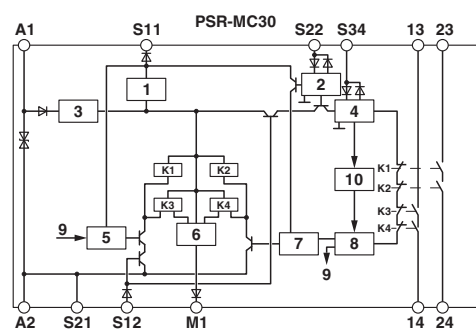 PSR-MC30
A1 S11 S22 S34 13 23
1
2
3
4
K1 K2
K1
10
K2
K3 K4
K3
9
5
6
7
8
K4
9
A2 S21 S12 M1 14 24